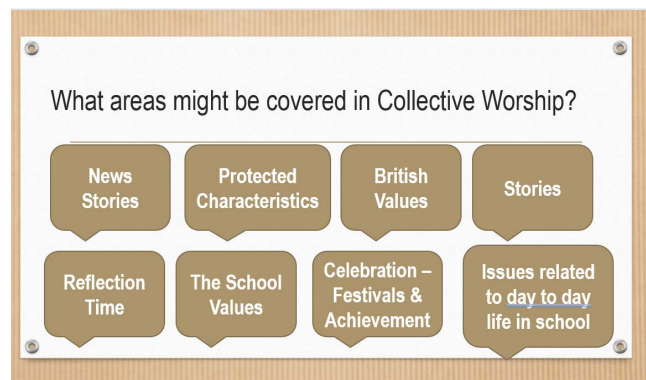 What areas might be covered in Collective Worship?
News
Stories
Protected
Characteristics
British
Values
Stories
Reflection
Time
The School
Values
Celebration –
Festivals &
Achievement
Issues related
to day to day
life in school